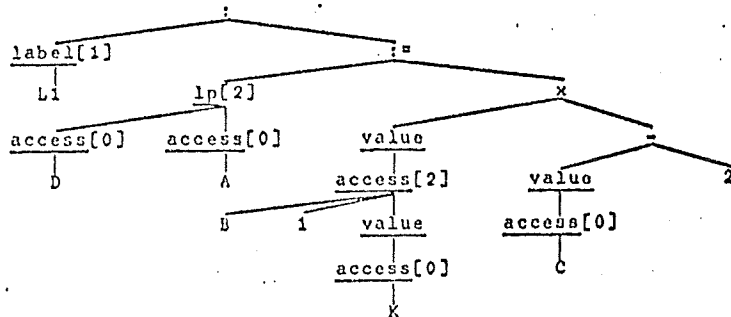 :
label[1] :=
L1 lp[2] ×
access[0] access[0] value -
D A access[2] value 2
B 1 value access[0]
access[0] C
K